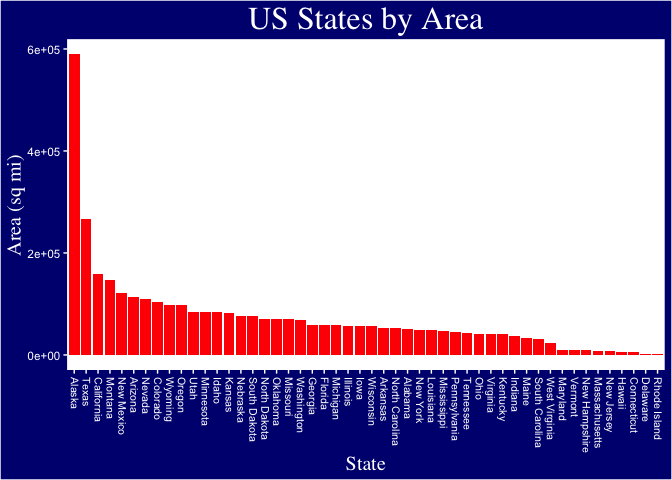 US States by Area
Area (sq mi)
6e+05
4e+05
2e+05
0e+00
Alaska
Texas
California
Montana
New Mexico
Arizona
Nevada
Colorado
Wyoming
Oregon
Utah
Minnesota
Idaho
Kansas
Nebraska
South Dakota
North Dakota
Oklahoma
Missouri
Washington
Georgia
Florida
Michigan
Illinois
Iowa
Wisconsin
Arkansas
North Carolina
Alabama
New York
Louisiana
Mississippi
Pennsylvania
Tennessee
Ohio
Virginia
Kentucky
Indiana
Maine
South Carolina
West Virginia
Maryland
Vermont
New Hampshire
Massachusetts
New Jersey
Hawaii
Connecticut
Delaware
Rhode Island
State